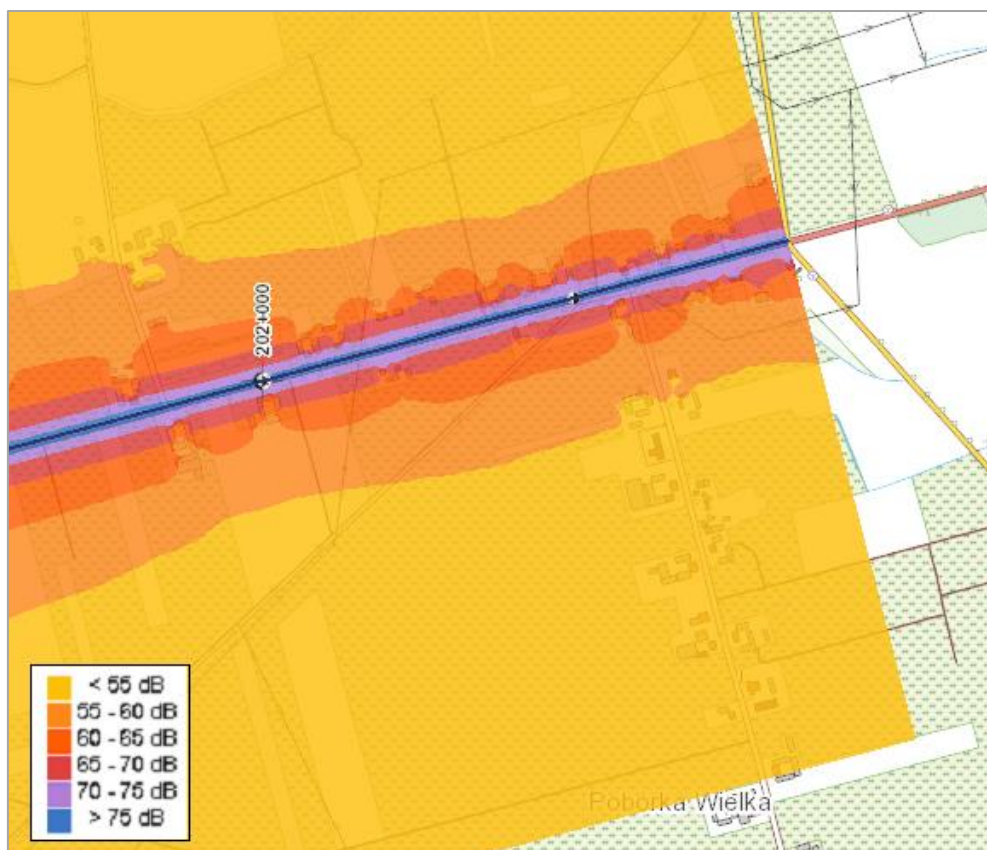 202+000
< 55 dB
55 - 60 dB
60 - 65 dB
65 - 70 dB
70 - 75 dB
> 75 dB
Poborka Wielka